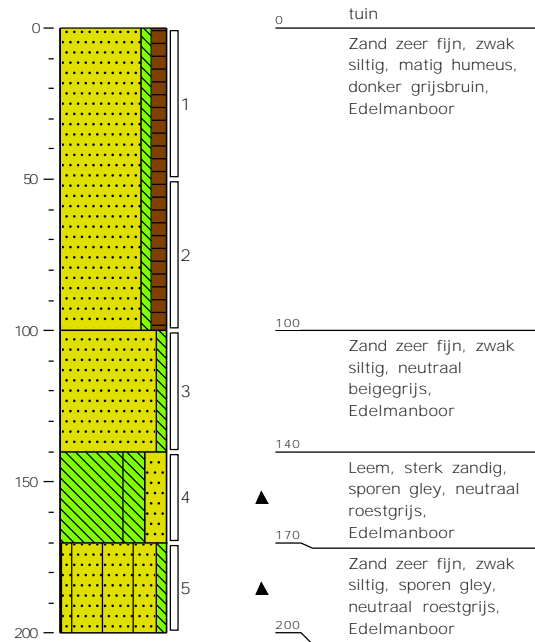 0
tuin
0
Zand zeer fijn, zwak
siltig, matig humeus,
donker grijsbruin,
Edelmanboor
1
50
2
100
100
Zand zeer fijn, zwak
siltig, neutraal
beigegrijs,
Edelmanboor
3
140
Leem, sterk zandig,
sporen gley, neutraal
roestgrijs,
Edelmanboor
150
4
170
Zand zeer fijn, zwak
siltig, sporen gley,
neutraal roestgrijs,
Edelmanboor
5
200
200